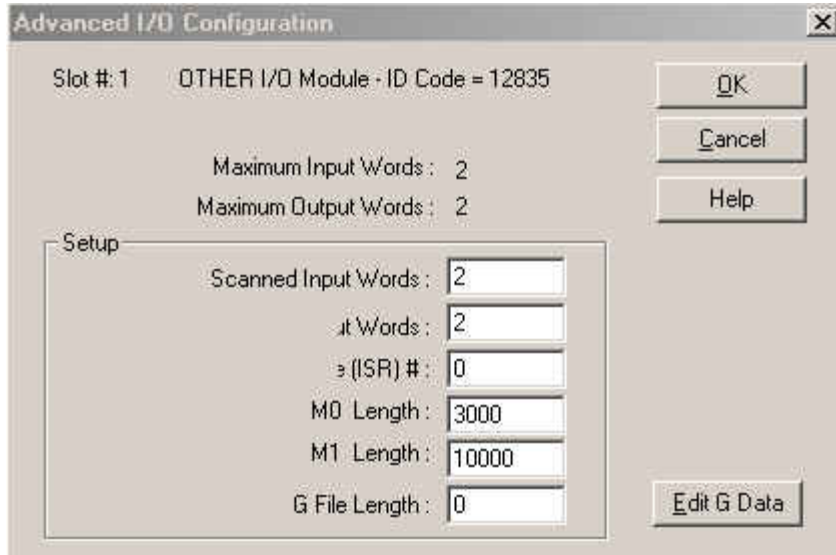 Advanced I/O Configuration
Slot #: 1 OTHER I/O Module - ID Code = 12835
OK
Cancel
Help
Maximum Input Words : 2
Maximum Output Words : 2
Setup
Scanned Input Words : 2
Words : 2
(ISR) # : 0
M0 Length : 3000
M1 Length : 10000
G File Length : 0
Edit G Data